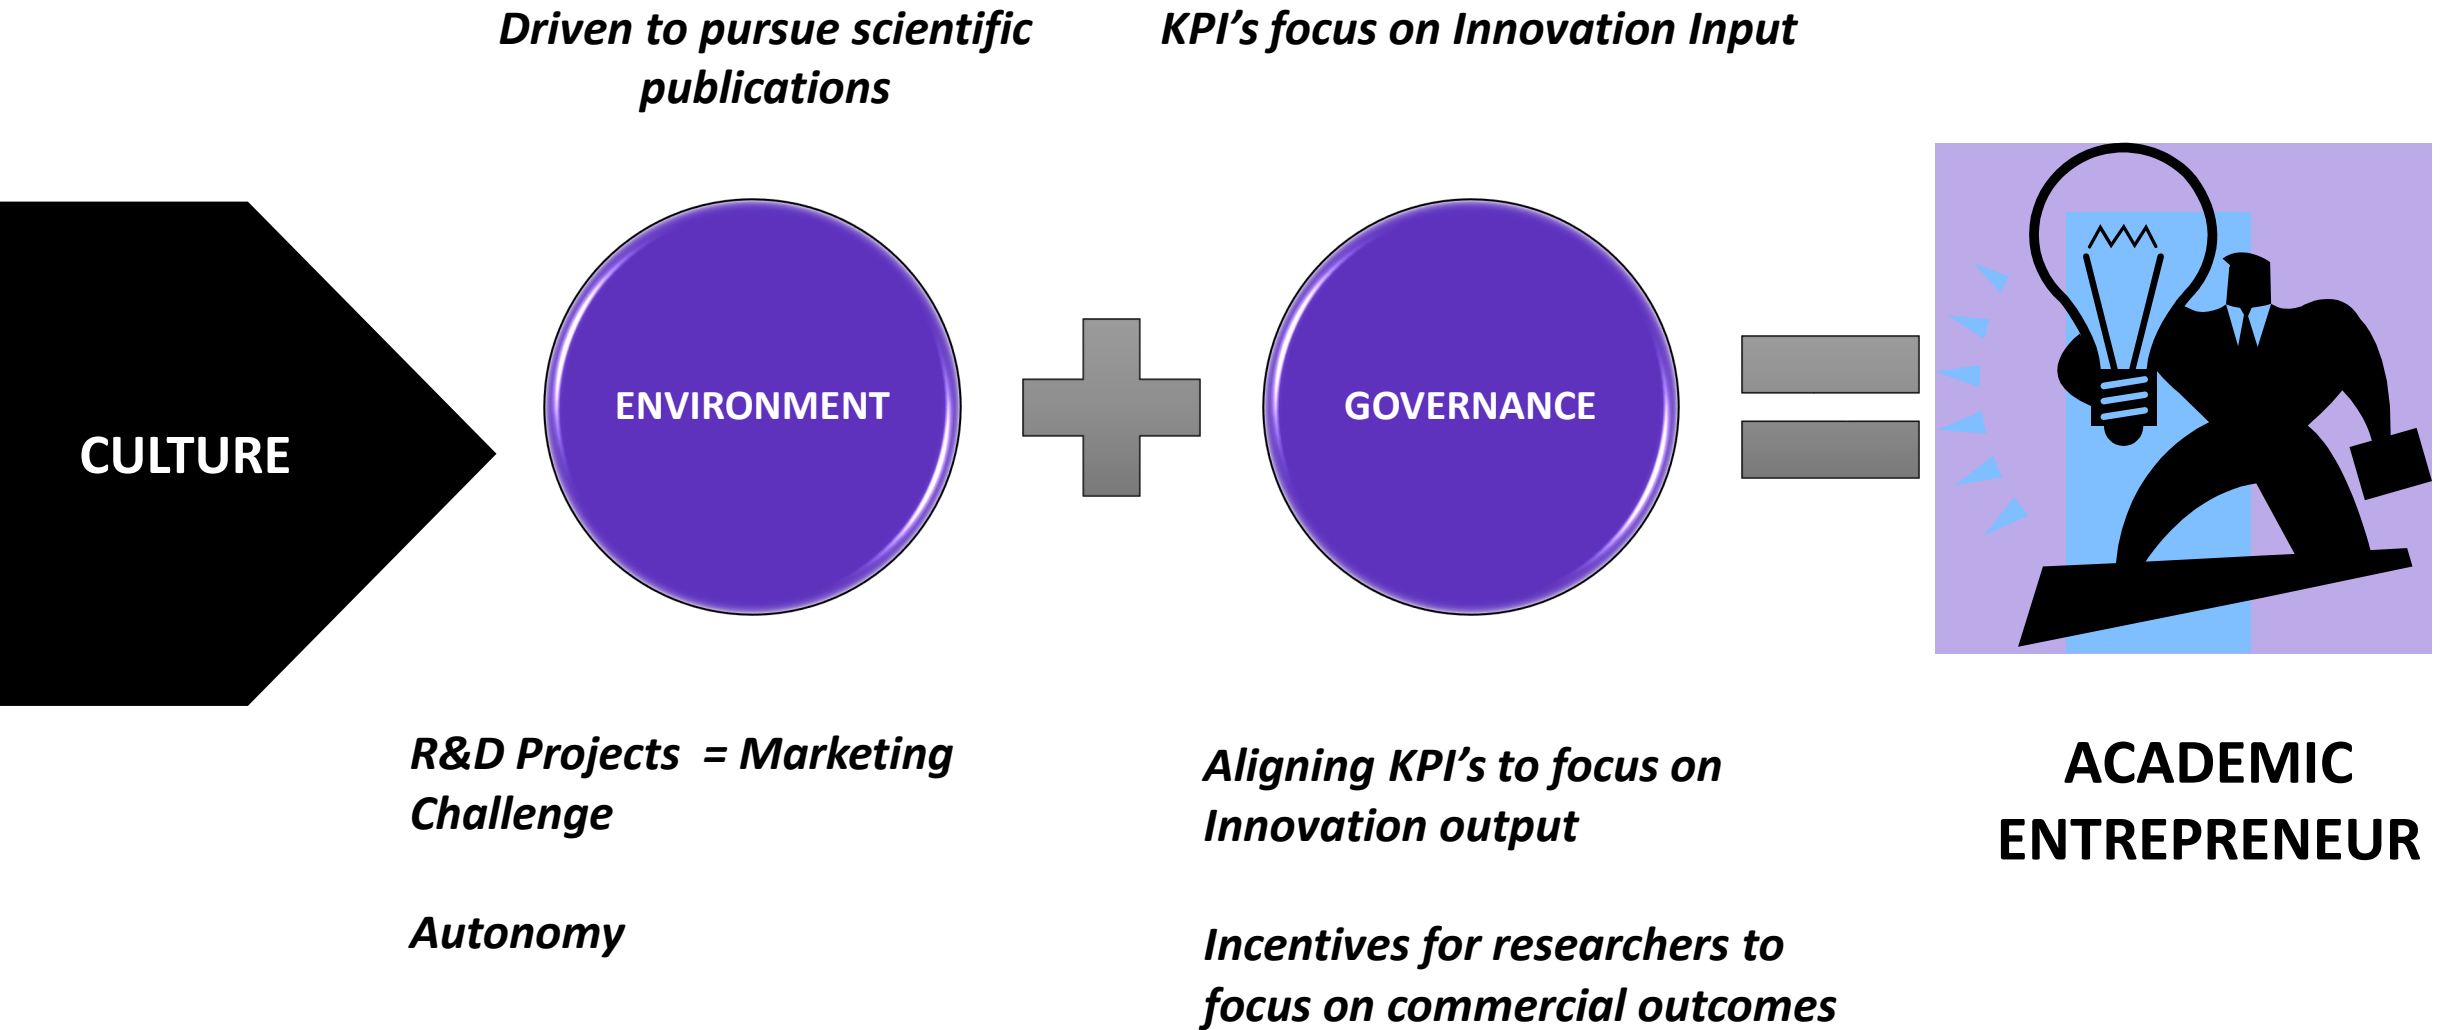 Driven to pursue scientific
publications
KPI’s focus on Innovation Input
CULTURE
ENVIRONMENT
GOVERNANCE
R&D Projects  = Marketing
Challenge
Autonomy
Aligning KPI’s to focus on
Innovation output
Incentives for researchers to
focus on commercial outcomes
ACADEMIC
ENTREPRENEUR